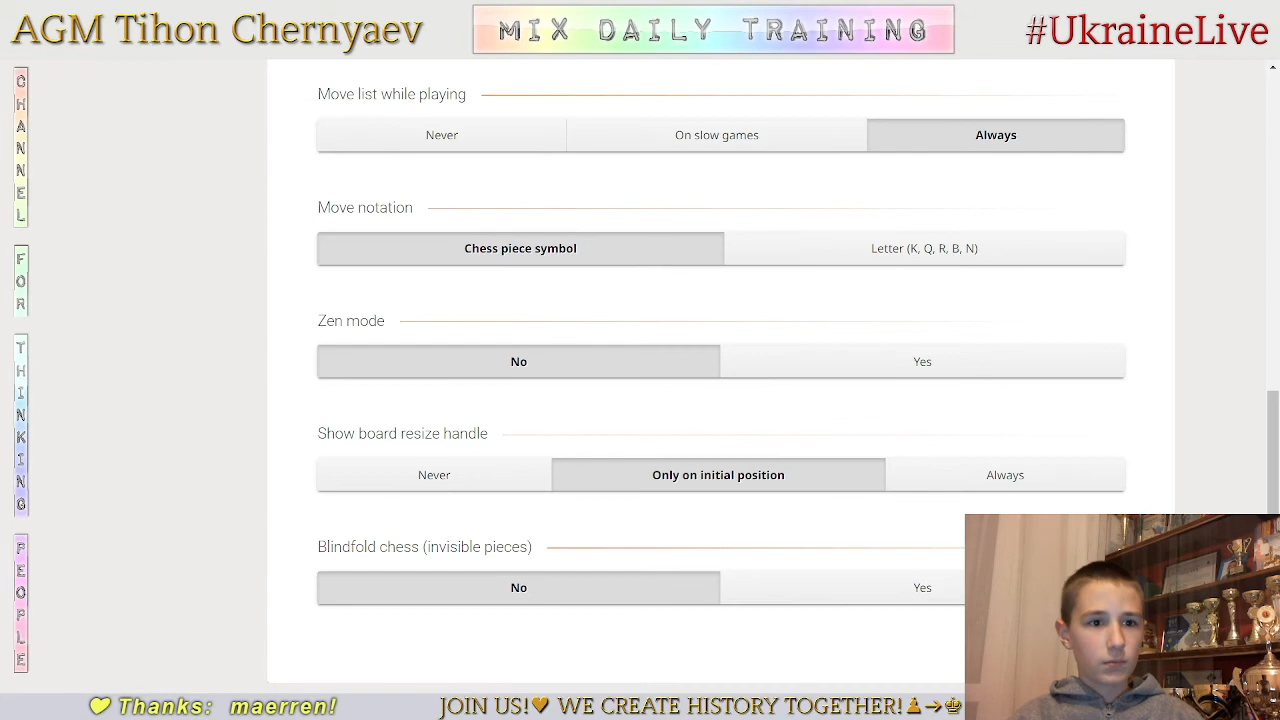 AGM Tihon Chernyaev
MIX DAILY TRAINING
#UkraineLive
CHANNEL
FOR
THINKING
PEOPLE
Move list while playing
Never
On slow games
Always
Move notation
Chess piece symbol
Letter (K, Q, R, B, N)
Zen mode
No
Yes
Show board resize handle
Never
Only on initial position
Always
Blindfold chess (invisible pieces)
No
Yes
💛 Thanks: maerren!
JOIN US!🧡 WE CREATE HISTORY TOGETHER!♟→♔